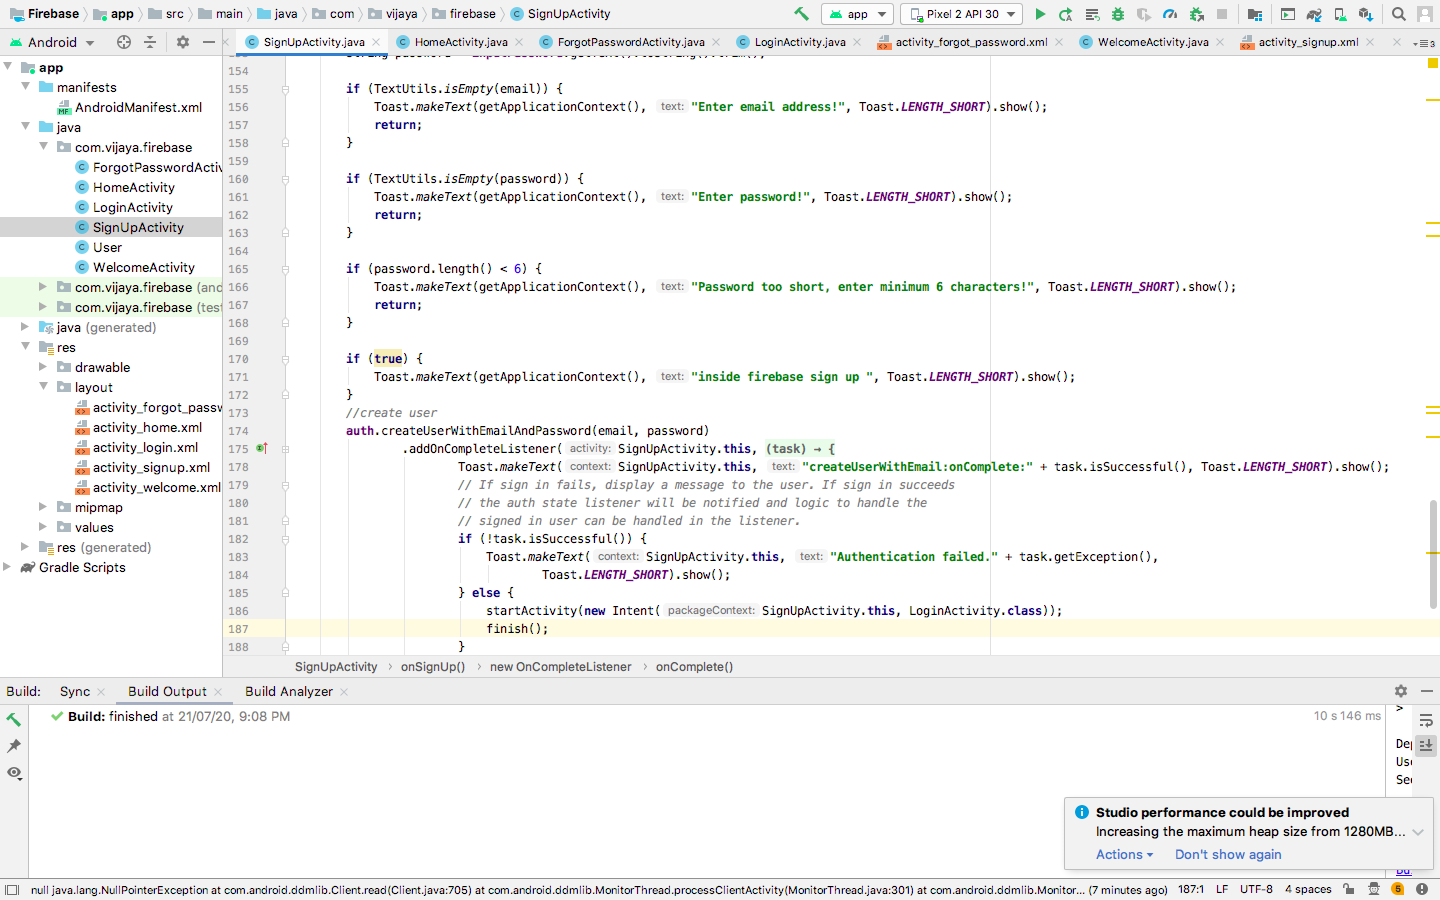 Firebase app src main java com vijaya firebase SignUpActivity app Pixel 2 API 30
Android SignUpActivity.java HomeActivity.java ForgotPasswordActivity.java LoginActivity.java activity_forgot_password.xml WelcomeActivity.java activity_signup.xml 3
app
manifests
AndroidManifest.xml
java
com.vijaya.firebase
ForgotPasswordActiv
HomeActivity
LoginActivity
SignUpActivity
User
WelcomeActivity
com.vijaya.firebase (and
com.vijaya.firebase (tes
java (generated)
res
drawable
layout
activity_forgot_passw
activity_home.xml
activity_login.xml
activity_signup.xml
activity_welcome.xml
mipmap
values
res (generated)
Gradle Scripts
154
155 if (TextUtils.isEmpty(email)) {
156 Toast.makeText(getApplicationContext(), text: "Enter email address!", Toast.LENGTH_SHORT).show();
157 return;
158 }
159
160 if (TextUtils.isEmpty(password)) {
161 Toast.makeText(getApplicationContext(), text: "Enter password!", Toast.LENGTH_SHORT).show();
162 return;
163 }
164
165 if (password.length() < 6) {
166 Toast.makeText(getApplicationContext(), text: "Password too short, enter minimum 6 characters!", Toast.LENGTH_SHORT).show();
167 return;
168 }
169
170 if (true) {
171 Toast.makeText(getApplicationContext(), text: "inside firebase sign up ", Toast.LENGTH_SHORT).show();
172 }
173 //create user
174 auth.createUserWithEmailAndPassword(email, password)
175 .addOnCompleteListener( activity: SignUpActivity.this, (task) → {
178 Toast.makeText( context: SignUpActivity.this, text: "createUserWithEmail:onComplete:" + task.isSuccessful(), Toast.LENGTH_SHORT).show();
179 // If sign in fails, display a message to the user. If sign in succeeds
180 // the auth state listener will be notified and logic to handle the
181 // signed in user can be handled in the listener.
182 if (!task.isSuccessful()) {
183 Toast.makeText( context: SignUpActivity.this, text: "Authentication failed." + task.getException(),
184 Toast.LENGTH_SHORT).show();
185 } else {
186 startActivity(new Intent( packageContext: SignUpActivity.this, LoginActivity.class));
187 finish();
188 }
SignUpActivity onSignUp() new OnCompleteListener onComplete()
Build: Sync Build Output Build Analyzer
Build: finished at 21/07/20, 9:08 PM 10 s 146 ms
>
Dep
Use
See
Studio performance could be improved
Increasing the maximum heap size from 1280MB...
Actions Don't show again
null java.lang.NullPointerException at com.android.ddmlib.Client.read(Client.java:705) at com.android.ddmlib.MonitorThread.processClientActivity(MonitorThread.java:301) at com.android.ddmlib.Monitor... (7 minutes ago) 187:1 LF UTF-8 4 spaces 5